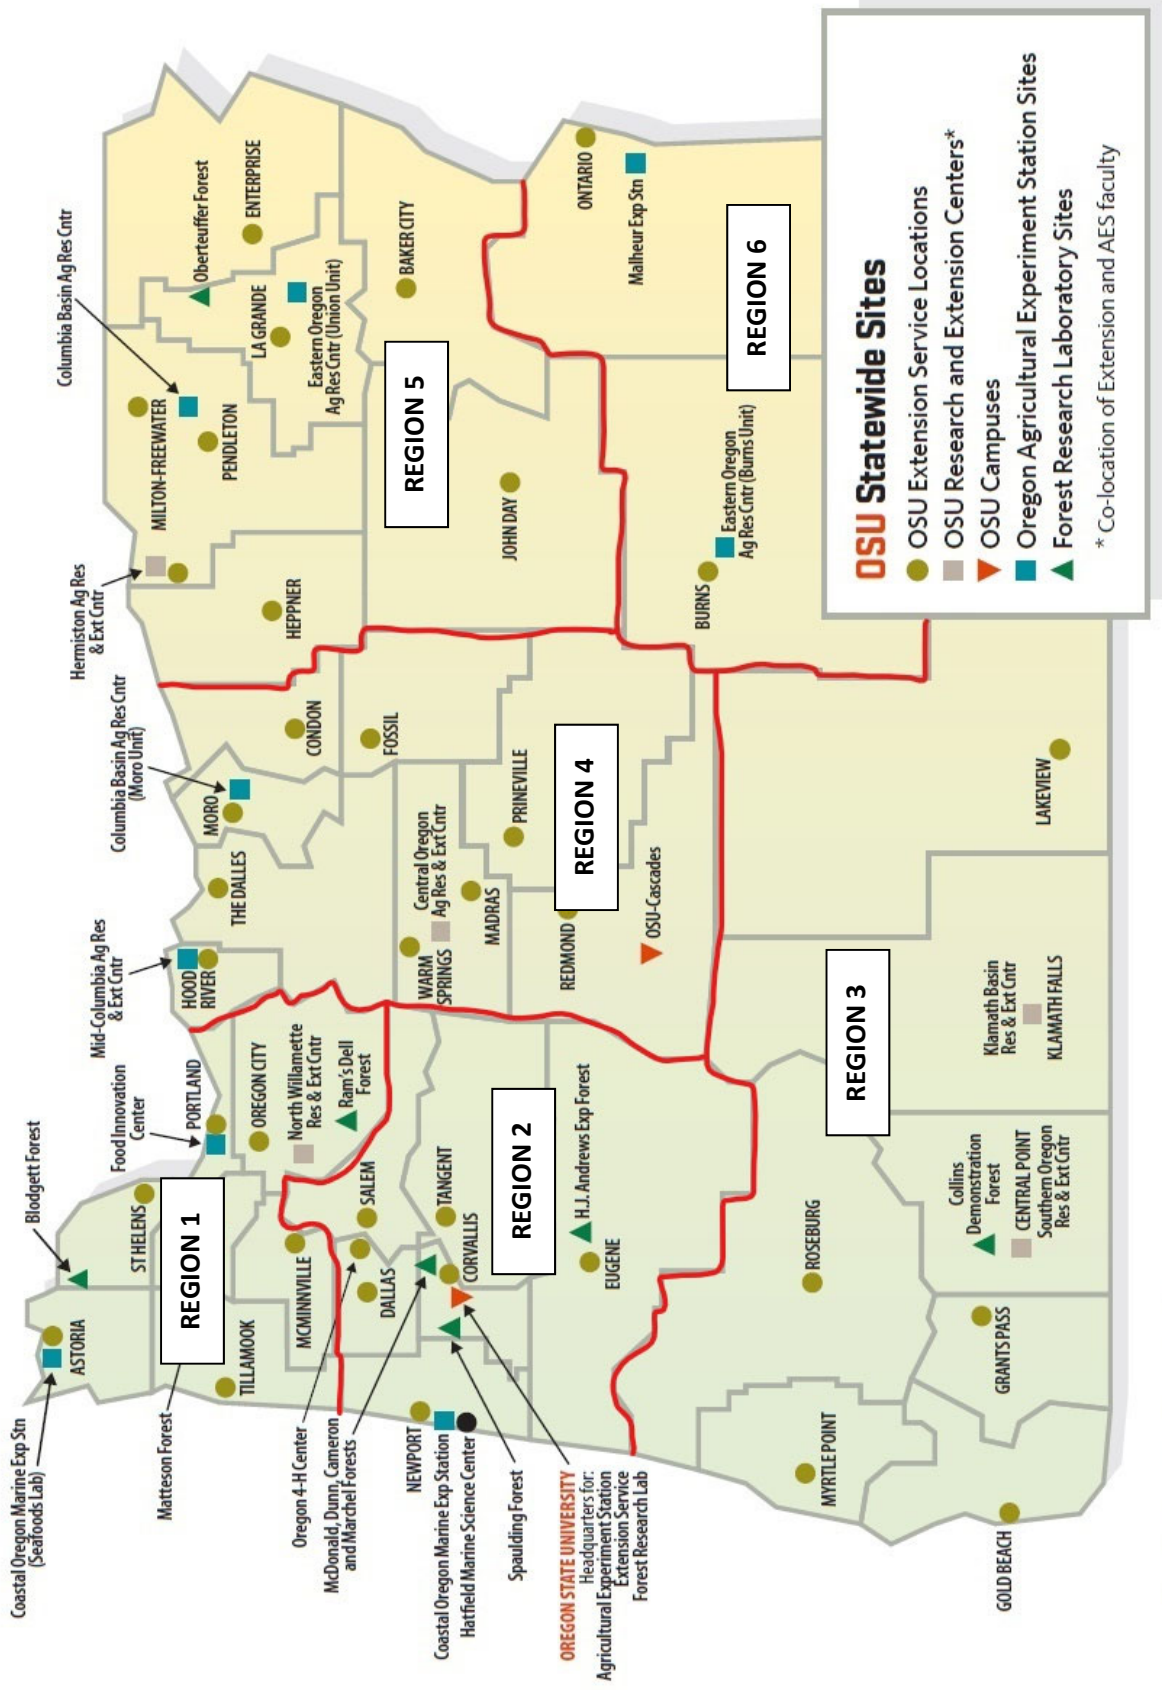 Coastal Oregon Marine Exp Stn
(Seafoods Lab)
ASTORIA
Blodgett Forest
ST HELENS
Food Innovation
Center
PORTLAND
Mid-Columbia Ag Res
& Ext Cntr
HOOD
RIVER
THE DALLES
Columbia Basin Ag Res Cntr
(Moro Unit)
MORO
CONDON
Hermiston Ag Res
& Ext Cntr
HEPPNER
MILTON-FREEWATER
Columbia Basin Ag Res Cntr
PENDLETON
Oberteuffer Forest
ENTERPRISE
LA GRANDE
Eastern Oregon
Ag Res Cntr (Union Unit)
BAKER CITY
Matteson Forest
TILLAMOOK
REGION 1
OREGON CITY
North Willamette
Res & Ext Cntr
Ram's Dell
Forest
MCMINNVILLE
Oregon 4-H Center
SALEM
DALLAS
McDonald, Dunn, Cameron
and Marchel Forests
NEWPORT
Coastal Oregon Marine Exp Station
Hatfield Marine Science Center
CORVALLIS
TANGENT
Spaulding Forest
REGION 2
OREGON STATE UNIVERSITY
Headquarters for:
Agricultural Experiment Station
Extension Service
Forest Research Lab
EUGENE
H.J. Andrews Exp Forest
FOSSIL
WARM
SPRINGS
Central Oregon
Ag Res & Ext Cntr
MADRAS
PRINEVILLE
REDMOND
REGION 4
OSU-Cascades
REGION 5
JOHN DAY
ONTARIO
Malheur Exp Stn
REGION 6
BURNS
Eastern Oregon
Ag Res Cntr (Burns Unit)
ROSEBURG
MYRTLE POINT
REGION 3
GRANTS PASS
GOLD BEACH
Collins
Demonstration
Forest
CENTRAL POINT
Southern Oregon
Res & Ext Cntr
Klamath Basin
Res & Ext Cntr
KLAMATH FALLS
LAKEVIEW
OSU Statewide Sites
OSU Extension Service Locations
OSU Research and Extension Centers*
OSU Campuses
Oregon Agricultural Experiment Station Sites
Forest Research Laboratory Sites
* Co-location of Extension and AES faculty